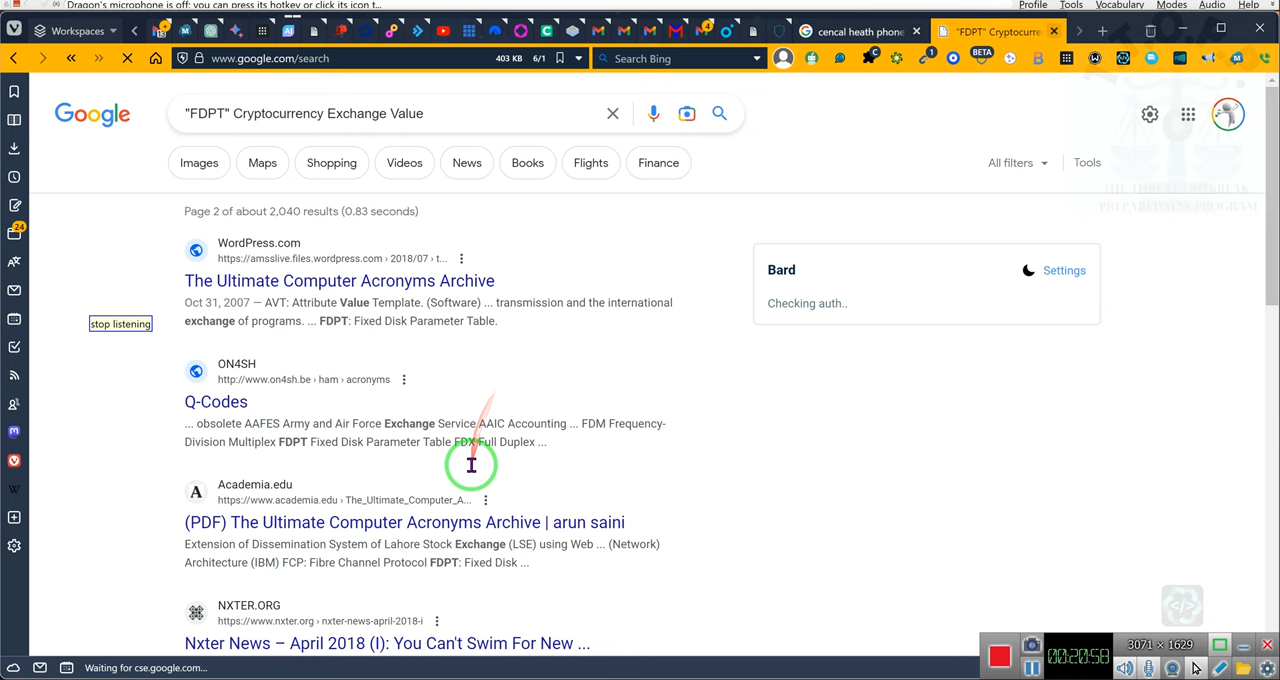 Dragon's microphone is off: you can press its hotkey or click its icon t...
Profile Tools Vocabulary Modes Audio Help
Workspaces
cencal heath phone
"FDPT" Cryptocurre
www.google.com/search
403 KB 6/1
Search Bing
BETA
Google
"FDPT" Cryptocurrency Exchange Value
Images Maps Shopping Videos News Books Flights Finance
All filters Tools
THE THREAT OUTBREAK
PREPAREDNESS PROGRAM
Page 2 of about 2,040 results (0.83 seconds)
WordPress.com
https://amsslive.files.wordpress.com › 2018/07 › t...
The Ultimate Computer Acronyms Archive
Oct 31, 2007 — AVT: Attribute Value Template. (Software) ... transmission and the international
exchange of programs. ... FDPT: Fixed Disk Parameter Table.
Bard
Settings
Checking auth..
stop listening
ON4SH
http://www.on4sh.be › ham › acronyms
Q-Codes
... obsolete AAFES Army and Air Force Exchange Service AAIC Accounting ... FDM Frequency-
Division Multiplex FDPT Fixed Disk Parameter Table FDX Full Duplex ...
Academia.edu
https://www.academia.edu › The_Ultimate_Computer_A...
(PDF) The Ultimate Computer Acronyms Archive | arun saini
Extension of Dissemination System of Lahore Stock Exchange (LSE) using Web ... (Network)
Architecture (IBM) FCP: Fibre Channel Protocol FDPT: Fixed Disk ...
NXTER.ORG
https://www.nxter.org › nxter-news-april-2018-i
Nxter News – April 2018 (I): You Can't Swim For New ...
24
3071 × 1629
00:20:58
Waiting for cse.google.com...